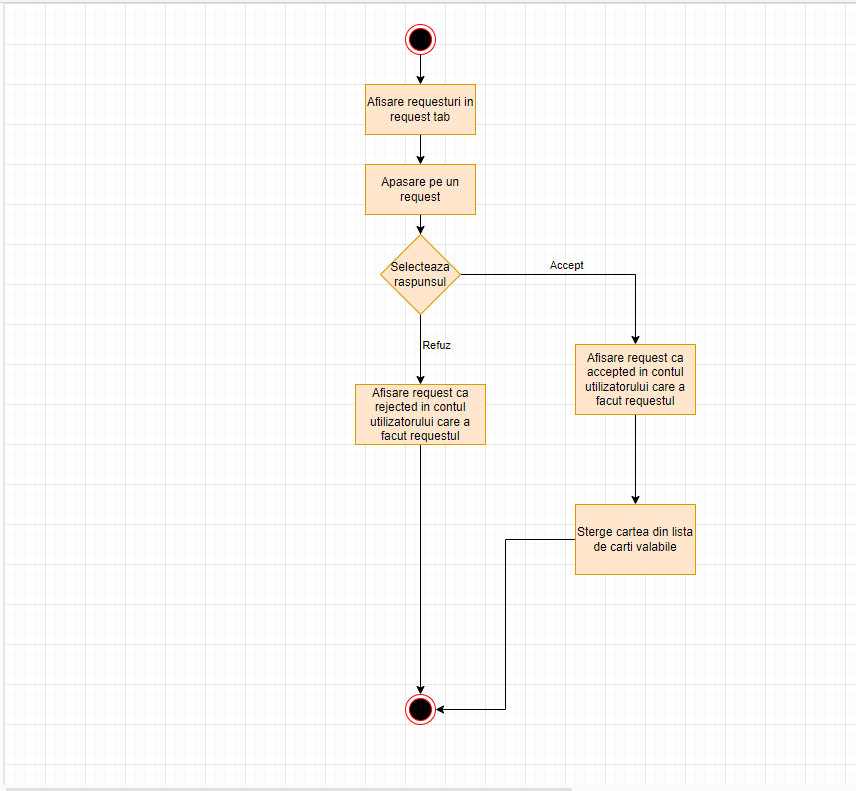 Afisare requesturi in
request tab
Apasare pe un
request
Selecteaza
raspunsul
Accept
Refuz
Afisare request ca
accepted in contul
utilizatorului care a
facut requestul
Afisare request ca
rejected in contul
utilizatorului care a
facut requestul
Sterge cartea din lista
de carti valabile